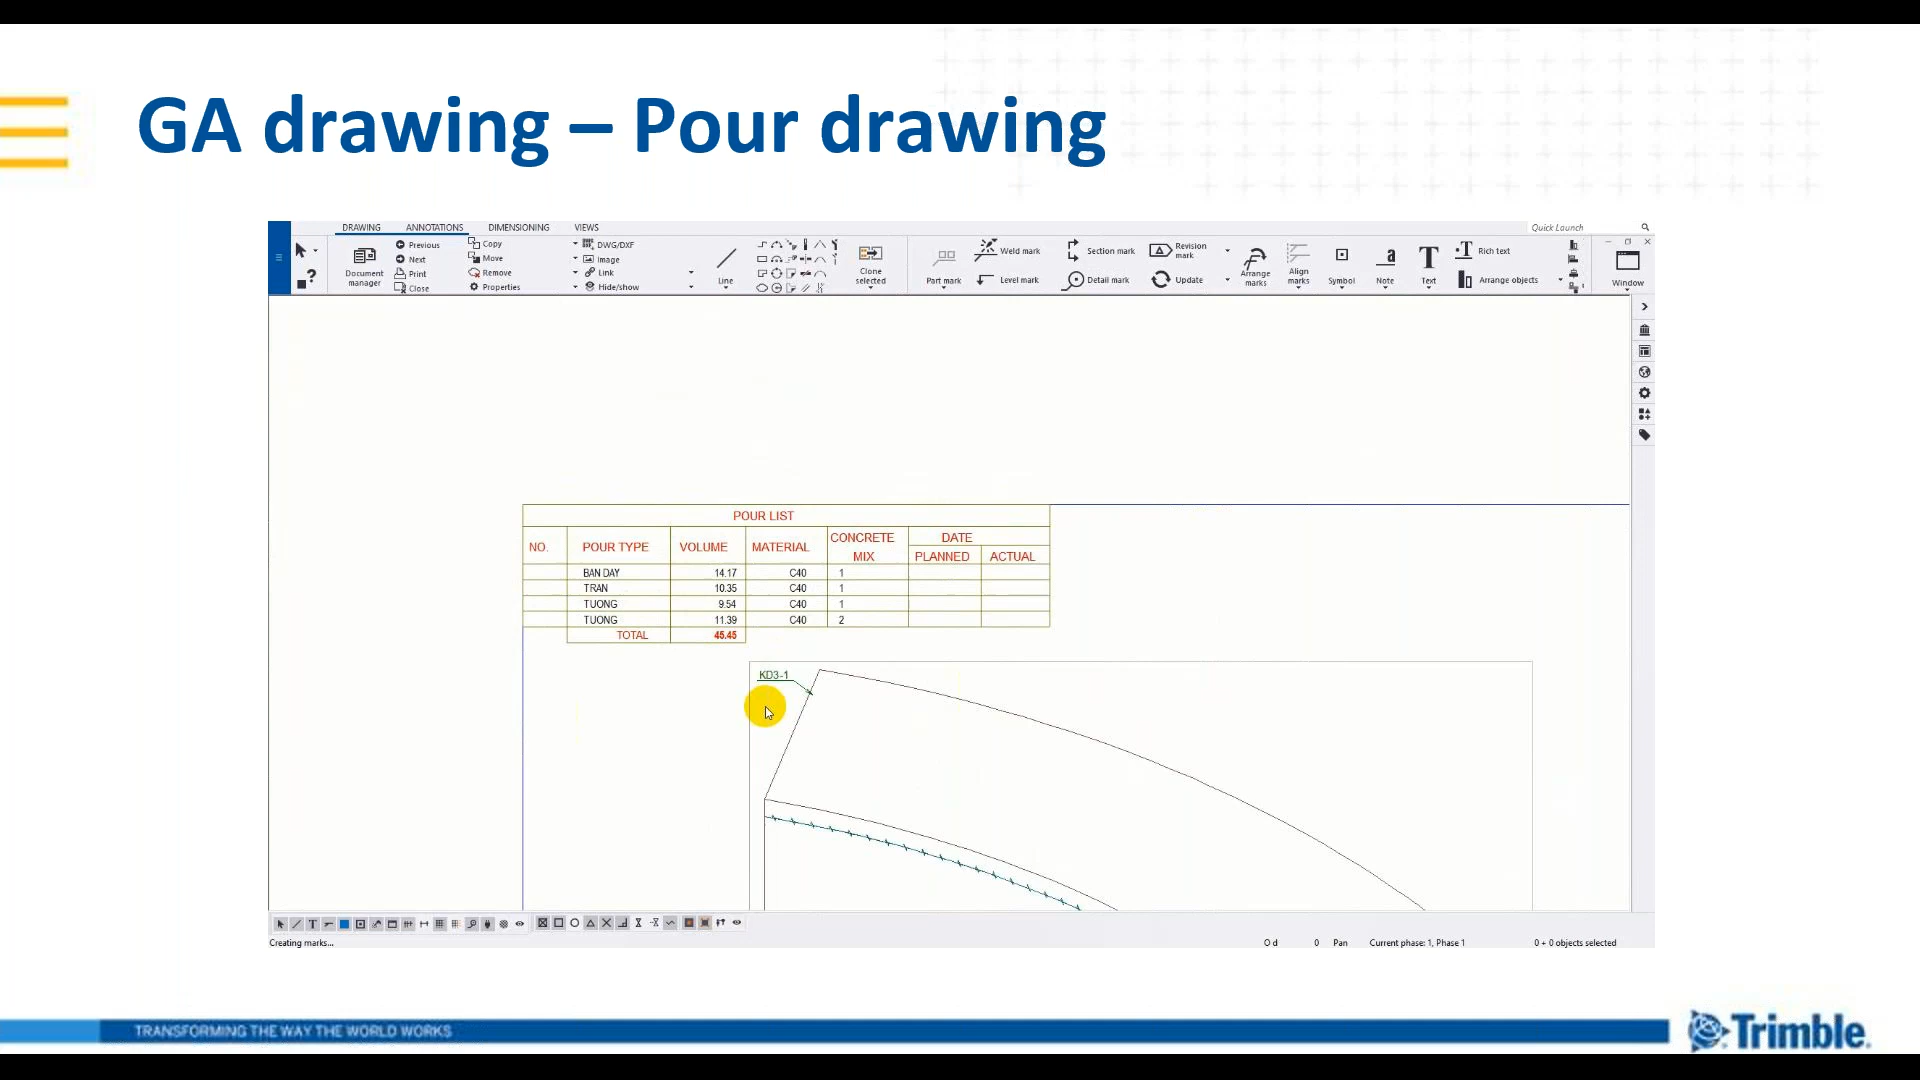 GA drawing – Pour drawing
DRAWING ANNOTATIONS DIMENSIONING VIEWS Quick Launch
Document manager
Previous
Next
Print
Close
Copy
Move
Remove
Properties
DWG/DXF
Image
Link
Hide/show
Line
Clone selected
Part mark
Weld mark
Level mark
Section mark
Detail mark
Revision mark
Update
Arrange marks
Align marks
Symbol
Note
Text
Rich text
Arrange objects
Window
POUR LIST
NO. POUR TYPE VOLUME MATERIAL CONCRETE MIX DATE
PLANNED ACTUAL
BAN DAY 14.17 C40 1
TRAN 10.35 C40 1
TUONG 9.54 C40 1
TUONG 11.39 C40 2
TOTAL 45.45
KD3-1
Creating marks... O d 0 Pan Current phase: 1, Phase 1 0 + 0 objects selected
TRANSFORMING THE WAY THE WORLD WORKS
Trimble